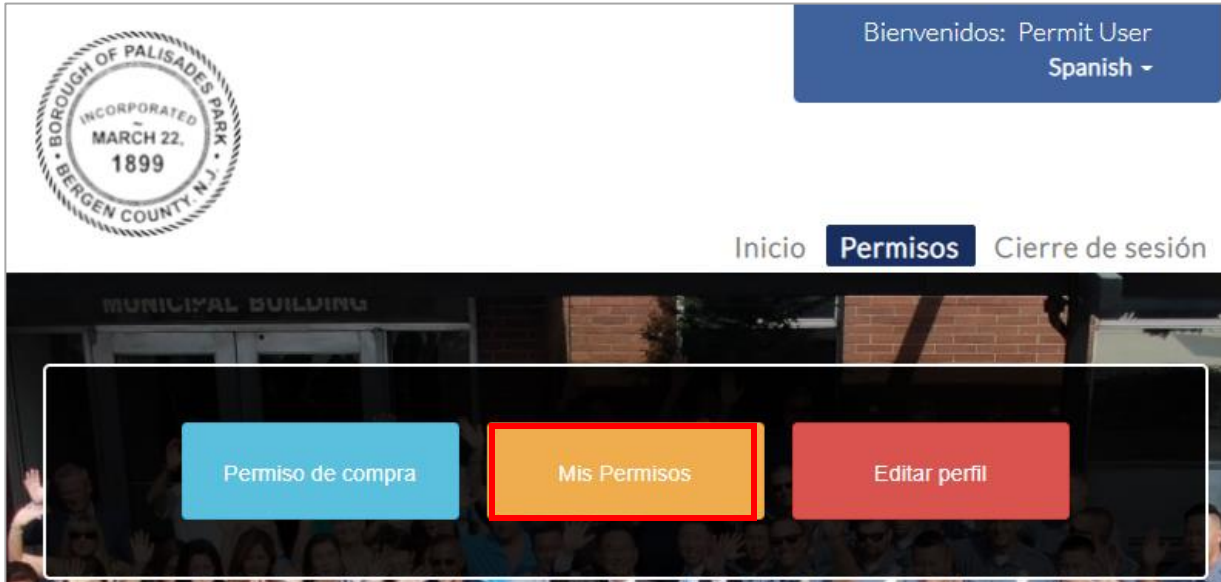 BOROUGH OF PALISADES PARK
BERGEN COUNTY, N.J.
INCORPORATED
~
MARCH 22,
1899
Bienvenidos: Permit User
Spanish
Inicio Permisos Cierre de sesión
MUNICIPAL BUILDING
Permiso de compra Mis Permisos Editar perfil